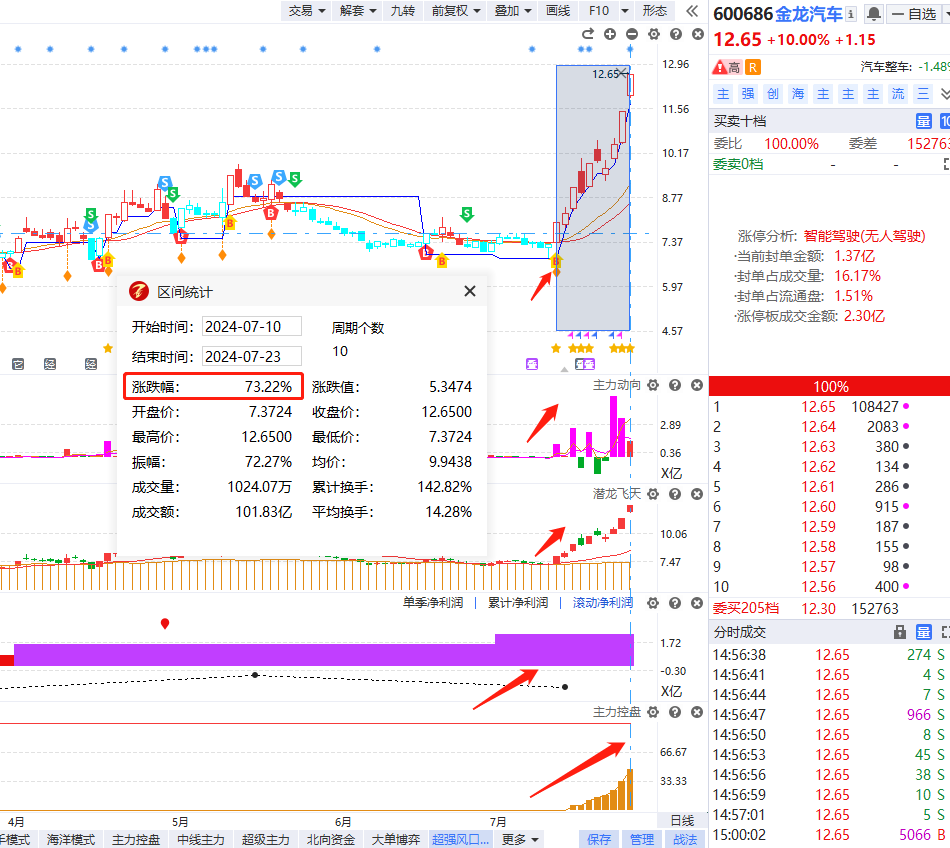 交易 解套 九转 前复权 叠加 画线 F10 形态
600686金龙汽车 自选
12.65 +10.00% +1.15
高 R 汽车整车: -1.48%
主 强 创 海 主 主 主 流 三
买卖十档 量 10
委比 100.00% 委差 152763
委卖0档 - -
涨停分析: 智能驾驶(无人驾驶)
·当前封单金额: 1.37亿
·封单占成交量: 16.17%
·封单占流通盘: 1.51%
·涨停板成交金额: 2.30亿
100%
1 12.65 108427
2 12.64 2083
3 12.63 380
4 12.62 134
5 12.61 286
6 12.60 915
7 12.59 187
8 12.58 155
9 12.57 98
10 12.56 400
委买205档 12.30 152763
分时成交 量
14:56:38 12.65 274 S
14:56:41 12.65 4 S
14:56:44 12.65 7 S
14:56:47 12.65 966 S
14:56:50 12.65 8 S
14:56:53 12.65 45 S
14:56:56 12.65 38 S
14:56:59 12.65 10 S
14:57:01 12.65 5 S
15:00:02 12.65 5066 B
12.65
12.96
11.56
10.17
8.77
7.37
5.97
4.57
区间统计
开始时间: 2024-07-10 周期个数
结束时间: 2024-07-23 10
涨跌幅: 73.22% 涨跌值: 5.3474
开盘价: 7.3724 收盘价: 12.6500
最高价: 12.6500 最低价: 7.3724
振幅: 72.27% 均价: 9.9438
成交量: 1024.07万 累计换手: 142.82%
成交额: 101.83亿 平均换手: 14.28%
主力动向
2.89
0.36
X亿
潜龙飞天
10.06
7.47
单季净利润 | 累计净利润 | 滚动净利润
1.72
-0.30
X亿
主力控盘
66.67
33.33
4月 5月 6月 7月 日线
手模式 海洋模式 主力控盘 中线主力 超级主力 北向资金 大单博弈 超强风口... 更多 保存 管理 战法